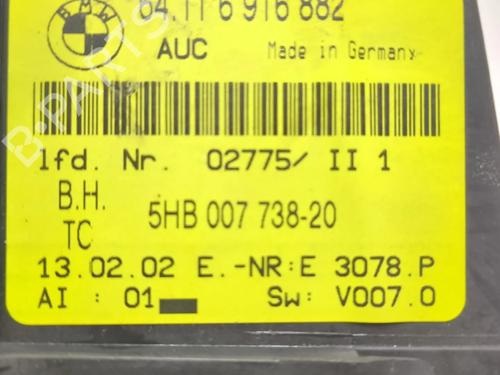 BMW
64.11 6 916 882
AUC Made in Germany
lfd. Nr. 02775/ II 1
B.H.
TC
5HB 007 738-20
13.02.02 E.-NR:E 3078.P
AI : 01 Sw: V007.0
B-PARTS